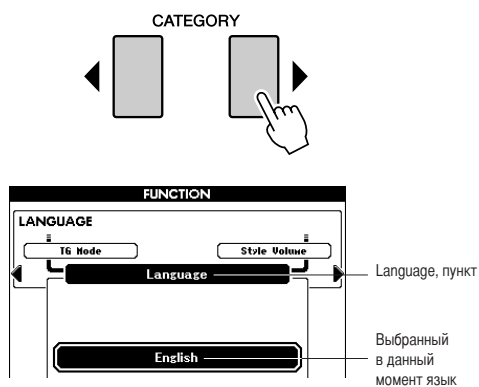 CATEGORY
FUNCTION
LANGUAGE
TG Mode
Style Volume
Language
Language, пункт
English
Выбранный
в данный
момент язык